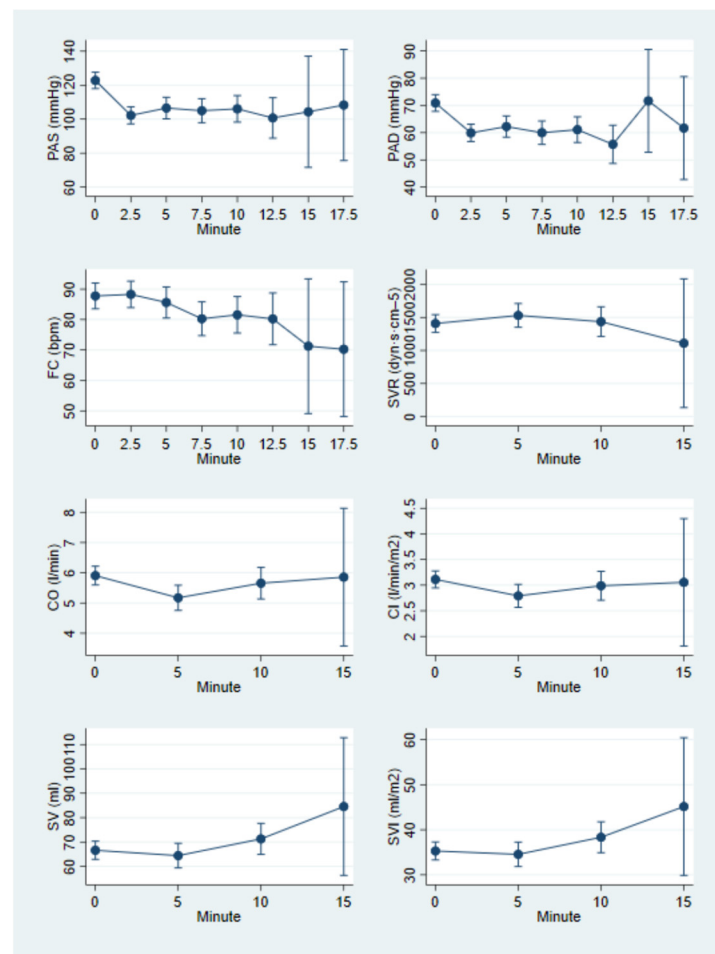 PAS (mmHg)
60 80 100 120 140
0 2.5 5 7.5 10 12.5 15 17.5
Minute
PAD (mmHg)
40 50 60 70 80 90
0 2.5 5 7.5 10 12.5 15 17.5
Minute
FC (bpm)
50 60 70 80 90
0 2.5 5 7.5 10 12.5 15 17.5
Minute
SVR (dyn·s·cm–5)
0 500 1000 1500 2000
0 5 10 15
Minute
CO (l/min)
4 5 6 7 8
0 5 10 15
Minute
CI (l/min/m2)
2 2.5 3 3.5 4 4.5
0 5 10 15
Minute
SV (ml)
60 70 80 90 100 110
0 5 10 15
Minute
SVI (ml/m2)
30 40 50 60
0 5 10 15
Minute